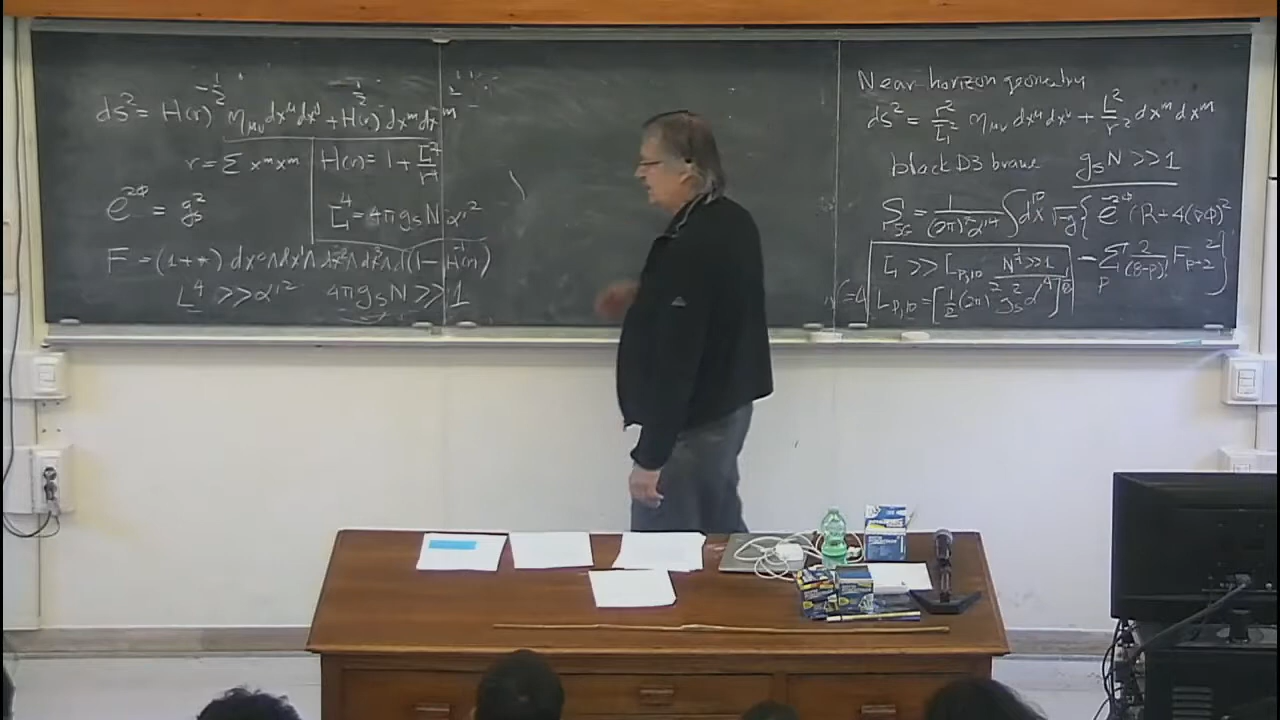 ds² = H(r)^{-1/2} η_{μν} dx^μ dx^ν + H(r)^{1/2} dx^m dx^m
r = Σ x^m x^m
H(r) = 1 + L⁴/r⁴
e^{2Φ} = g_s²
L⁴ = 4π g_s N α'²
F = (1+*) dx⁰∧dx¹∧dx²∧dx³∧d(1 - H^{-1}(r))
L⁴ >> α'² 4π g_s N >> 1
Near-horizon geometry
ds² = r²/L² η_{μν} dx^μ dx^ν + L²/r² dx^m dx^m
black D3 brane g_s N >> 1
S_{SG} = 1/((2π)⁷ α'⁴) ∫ d^{10}x √-g { e^{-2Φ} (R + 4(∇Φ)²
- Σ_p 2/(8-p)! F_{p+2}² }
L >> L_{P,10} N^{1/4} >> 1
L_{P,10} = [½ (2π)⁷ g_s² α'⁴]^{1/8}